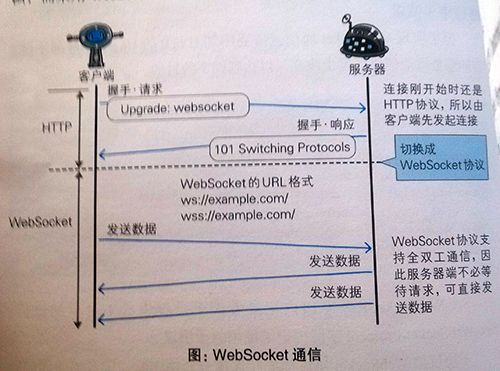 客户端
服务器
握手·请求
Upgrade: websocket
连接刚开始时还是
HTTP协议，所以由
客户端先发起连接
HTTP
握手·响应
101 Switching Protocols
切换成
WebSocket协议
WebSocket的URL格式
ws://example.com/
wss://example.com/
WebSocket
发送数据
发送数据
发送数据
WebSocket协议支
持全双工通信，因
此服务器端不必等
待请求，可直接发
送数据
图：WebSocket 通信